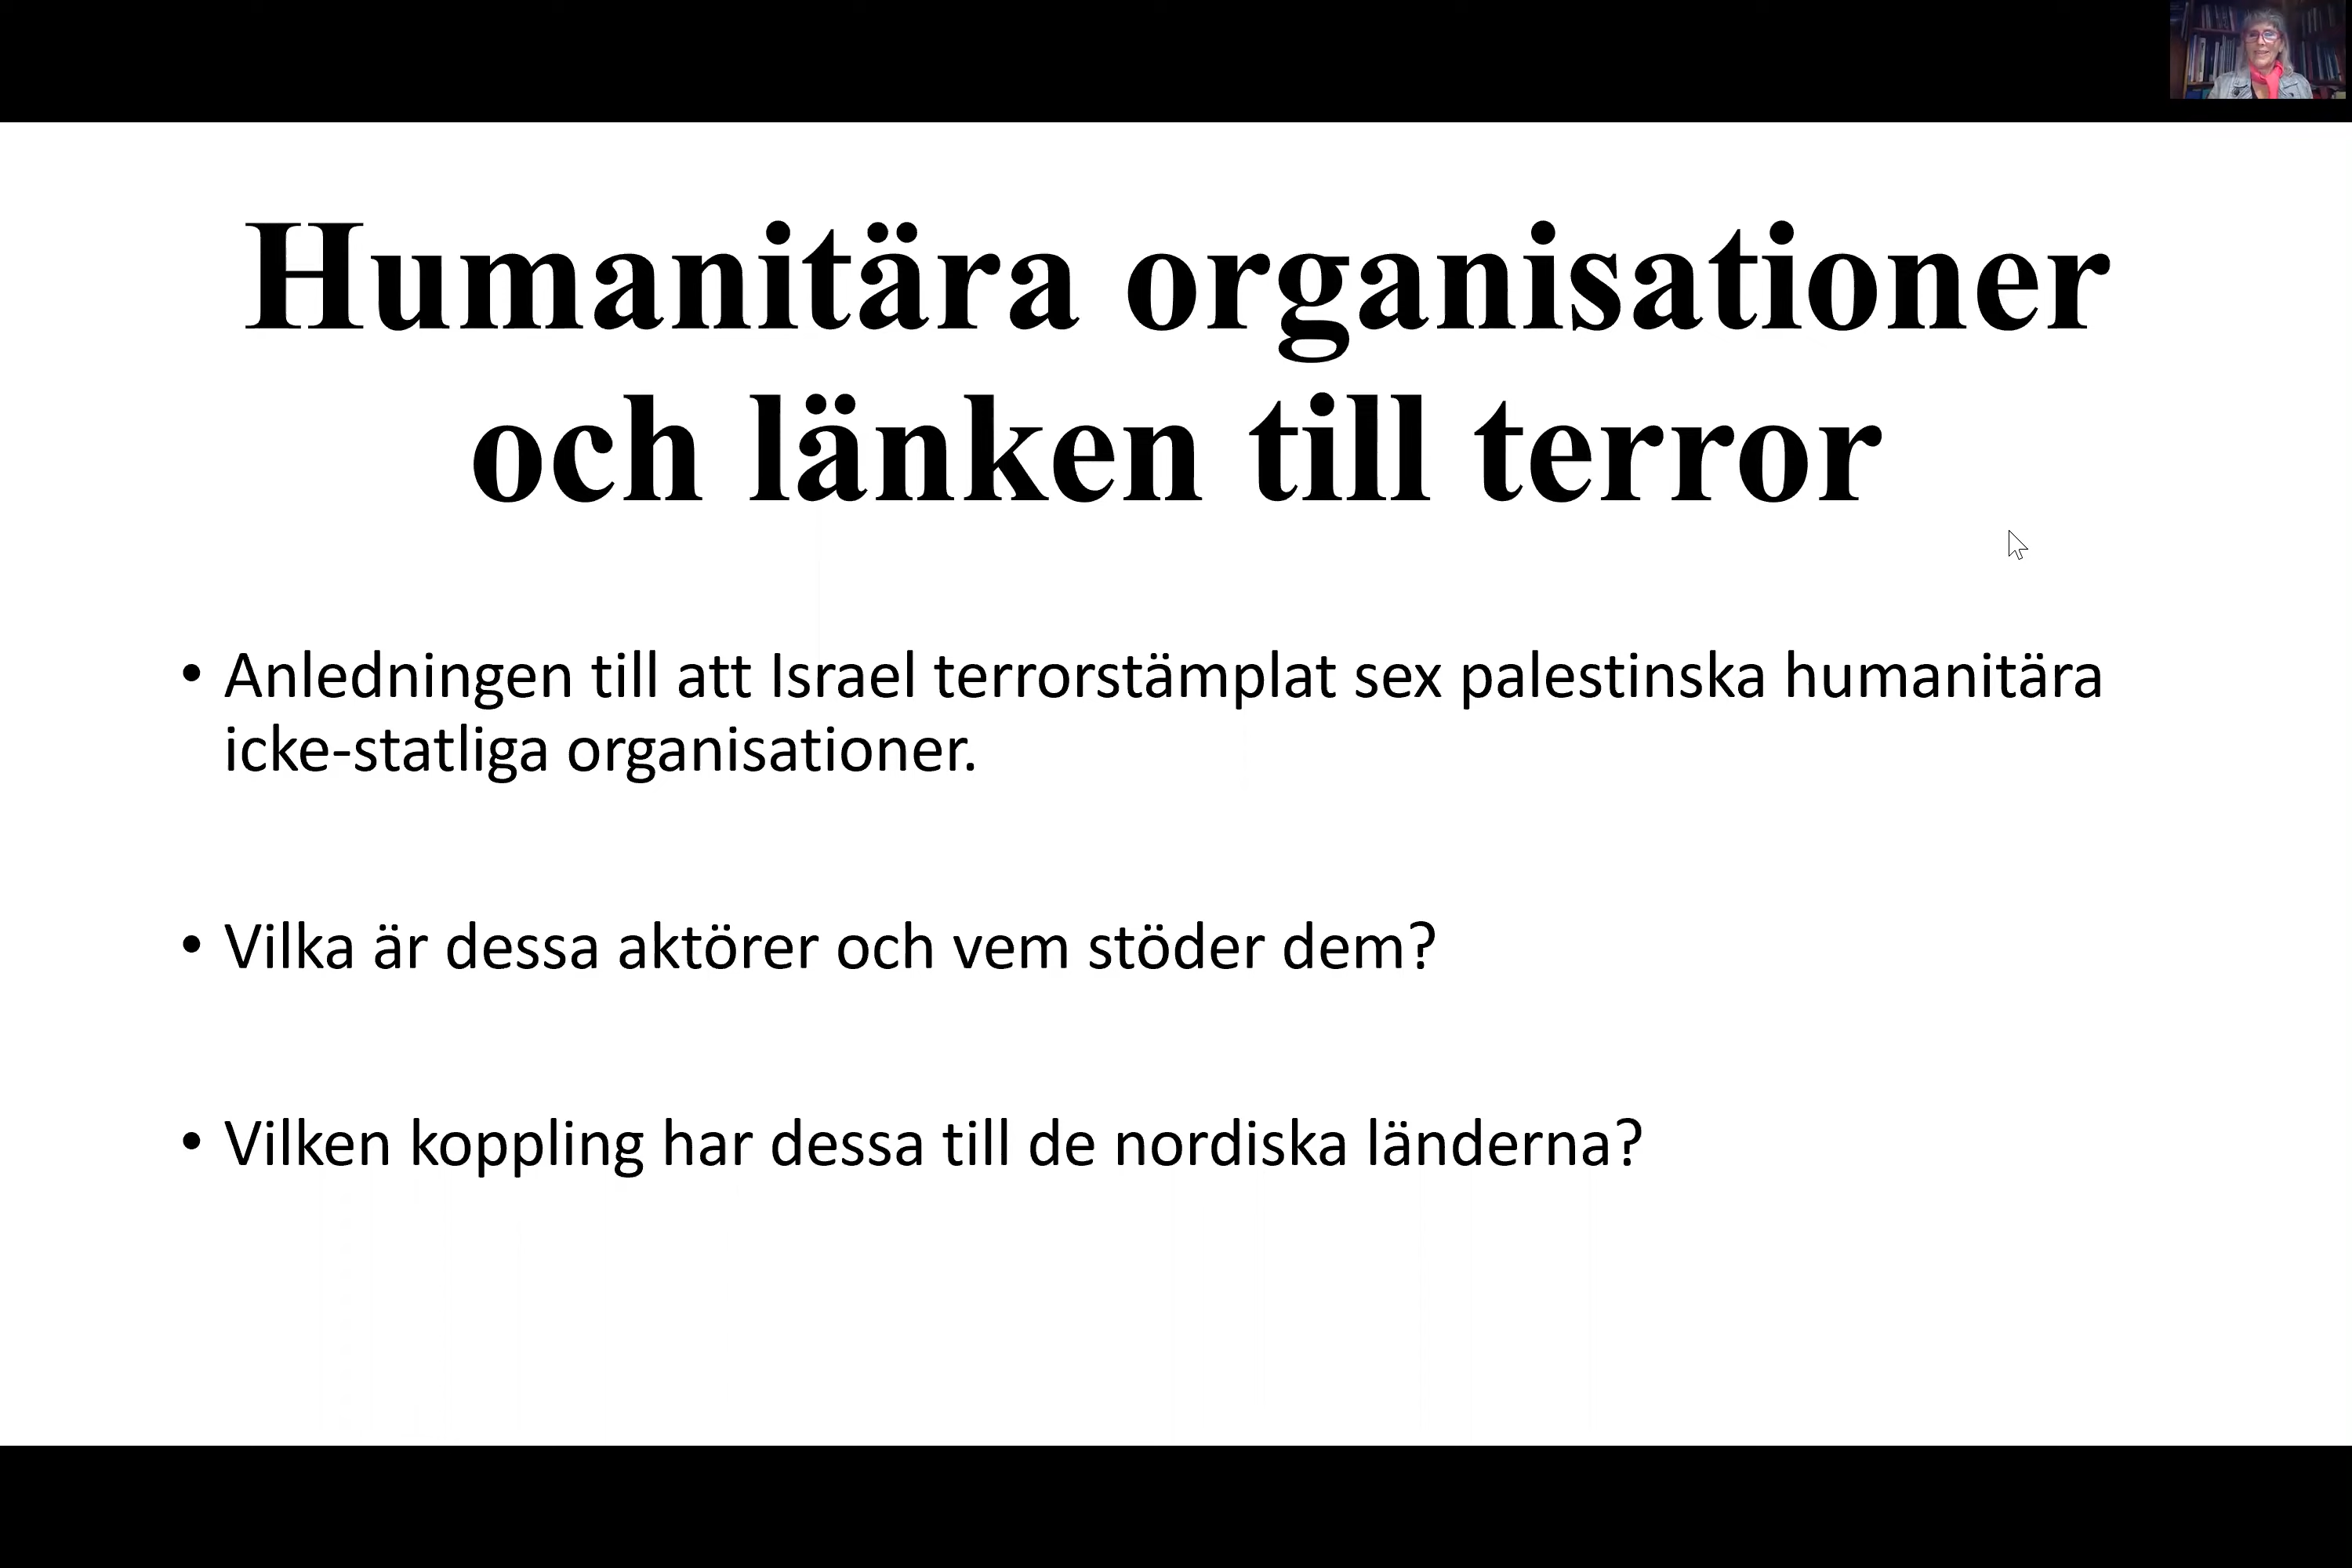 Humanitära organisationer
och länken till terror
• Anledningen till att Israel terrorstämplat sex palestinska humanitära
icke-statliga organisationer.
• Vilka är dessa aktörer och vem stöder dem?
• Vilken koppling har dessa till de nordiska länderna?